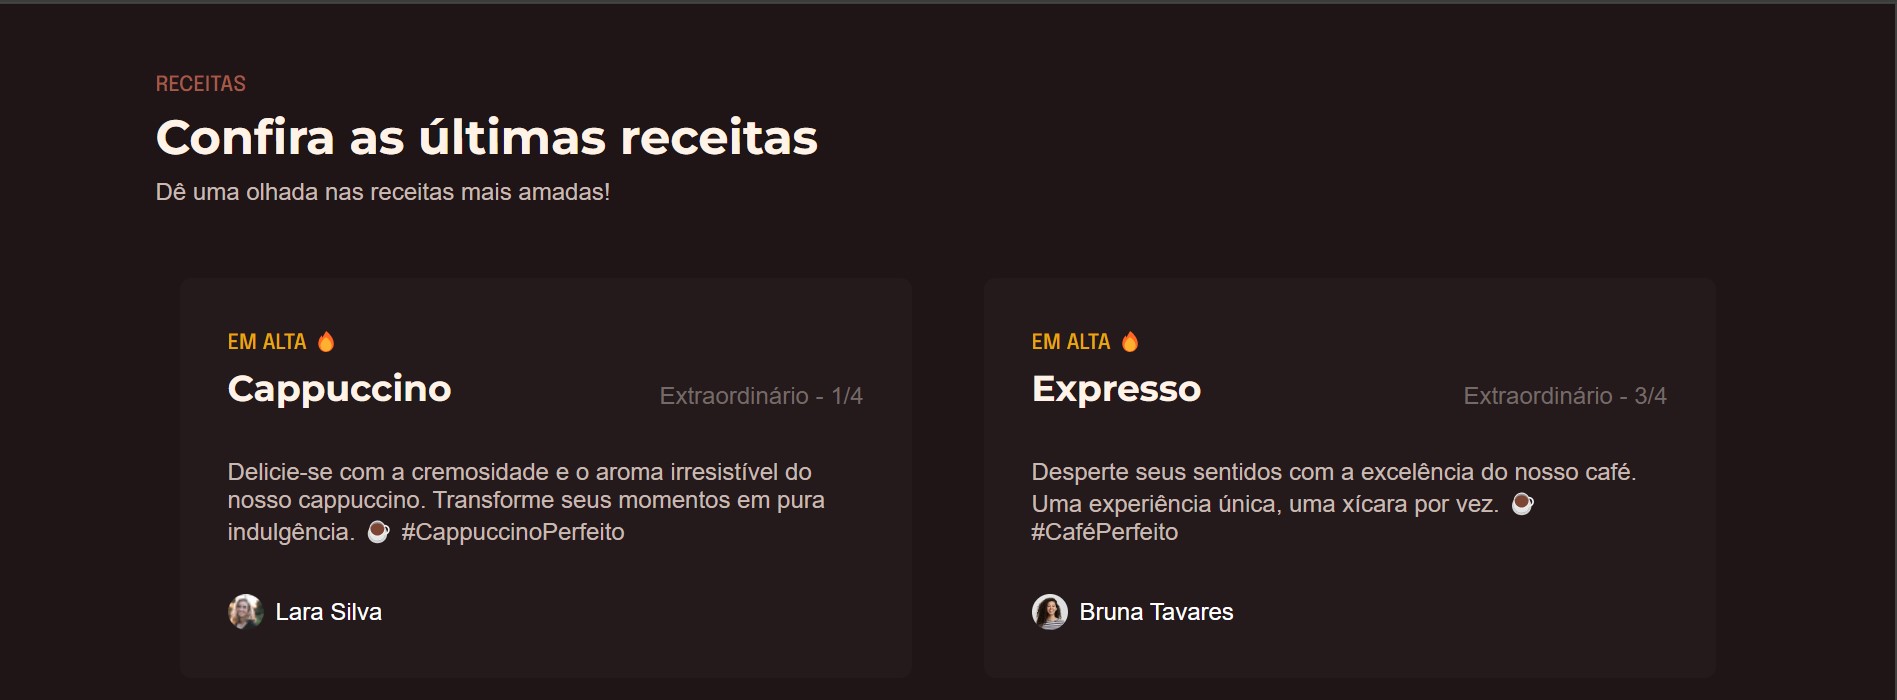 RECEITAS
Confira as últimas receitas
Dê uma olhada nas receitas mais amadas!
EM ALTA 🔥
Cappuccino
Extraordinário - 1/4
Delicie-se com a cremosidade e o aroma irresistível do
nosso cappuccino. Transforme seus momentos em pura
indulgência. ☕ #CappuccinoPerfeito
Lara Silva
EM ALTA 🔥
Expresso
Extraordinário - 3/4
Desperte seus sentidos com a excelência do nosso café.
Uma experiência única, uma xícara por vez. ☕
#CaféPerfeito
Bruna Tavares